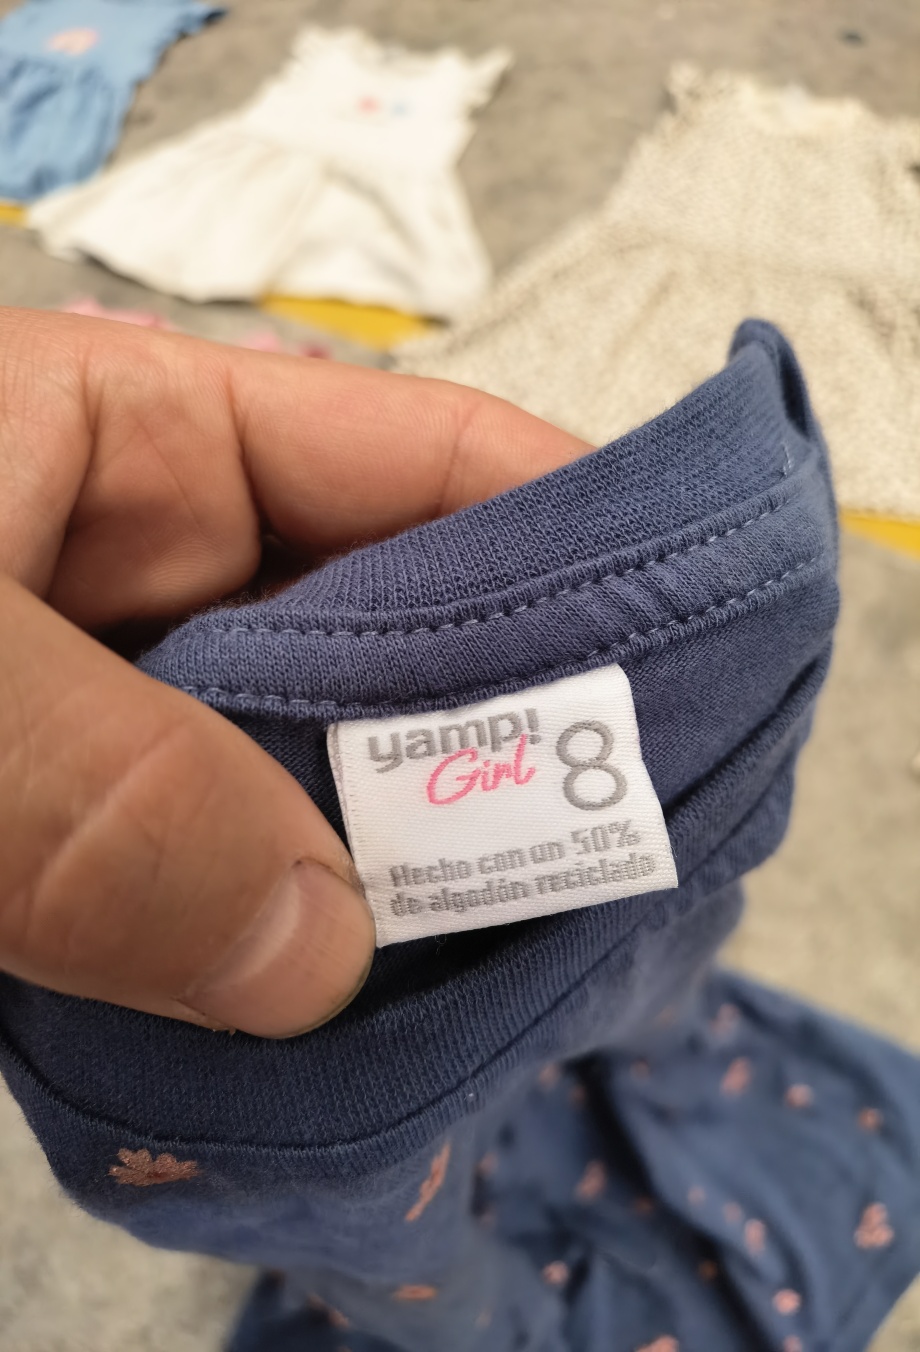 yamp!
Girl
8
Hecho con un 50%
de algodón reciclado